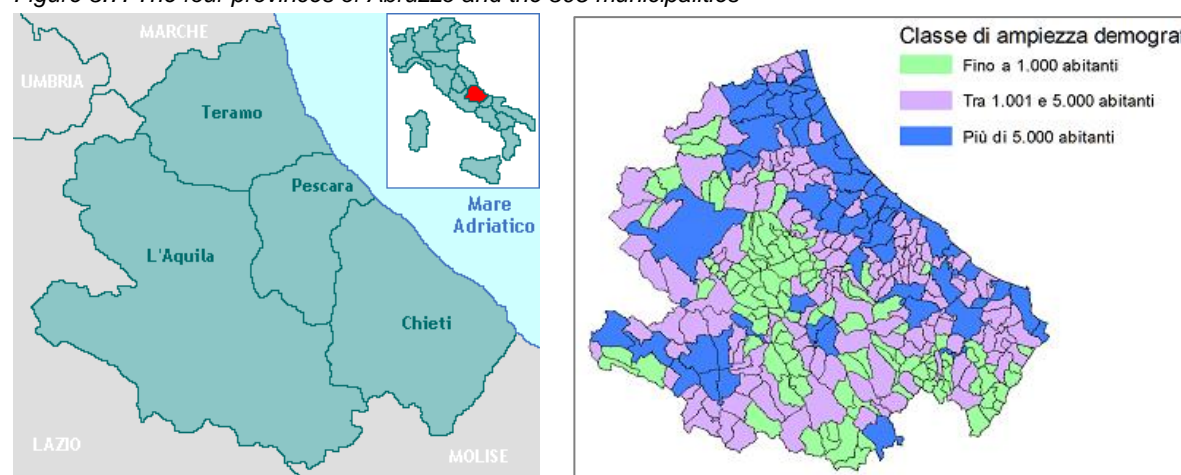 MARCHE
UMBRIA
Teramo
Pescara
Mare
Adriatico
L'Aquila
Chieti
LAZIO
MOLISE
Classe di ampiezza demograf
Fino a 1.000 abitanti
Tra 1.001 e 5.000 abitanti
Più di 5.000 abitanti